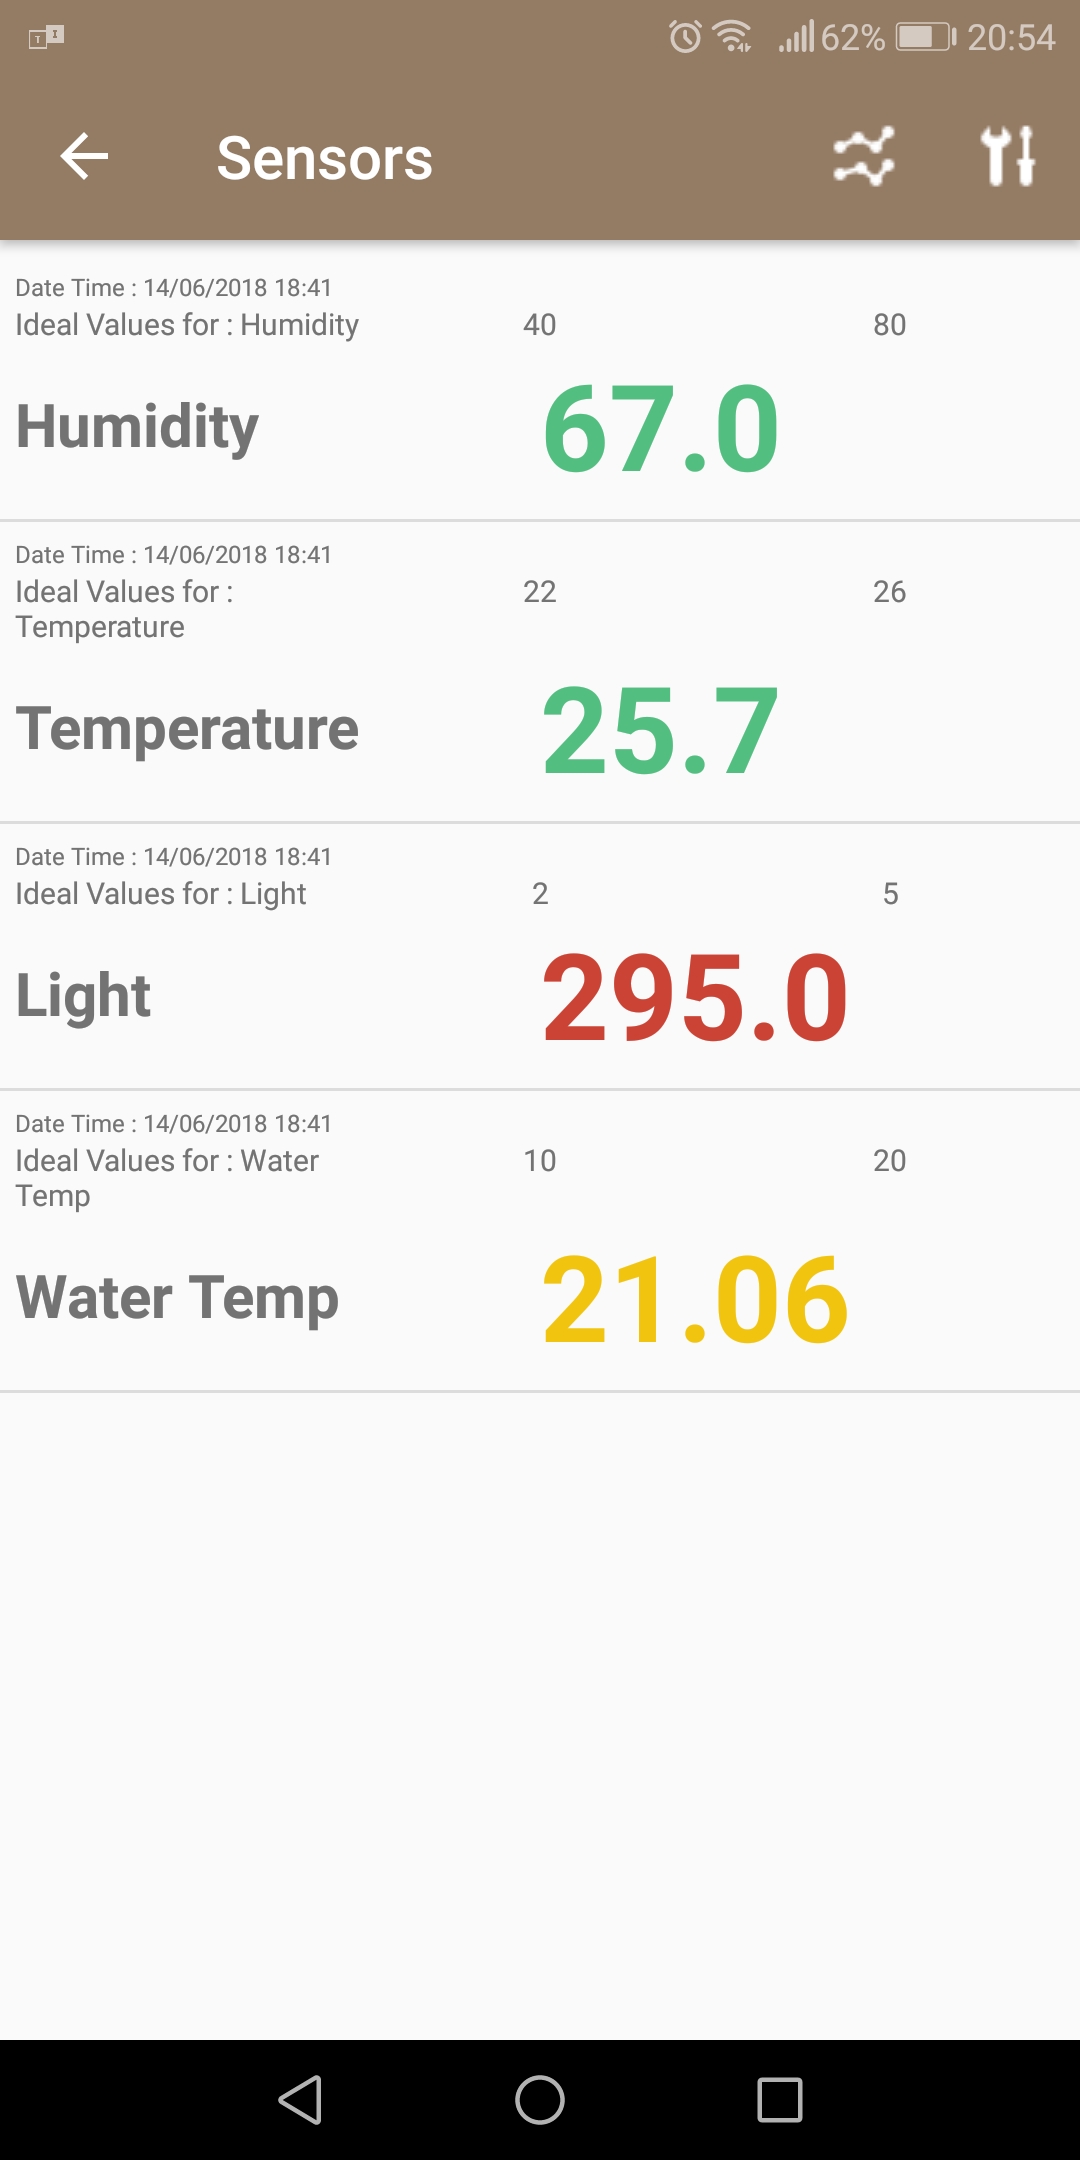 62% 20:54
Sensors
Date Time : 14/06/2018 18:41
Ideal Values for : Humidity 40 80
Humidity 67.0
Date Time : 14/06/2018 18:41
Ideal Values for : 22 26
Temperature
Temperature 25.7
Date Time : 14/06/2018 18:41
Ideal Values for : Light 2 5
Light 295.0
Date Time : 14/06/2018 18:41
Ideal Values for : Water 10 20
Temp
Water Temp 21.06